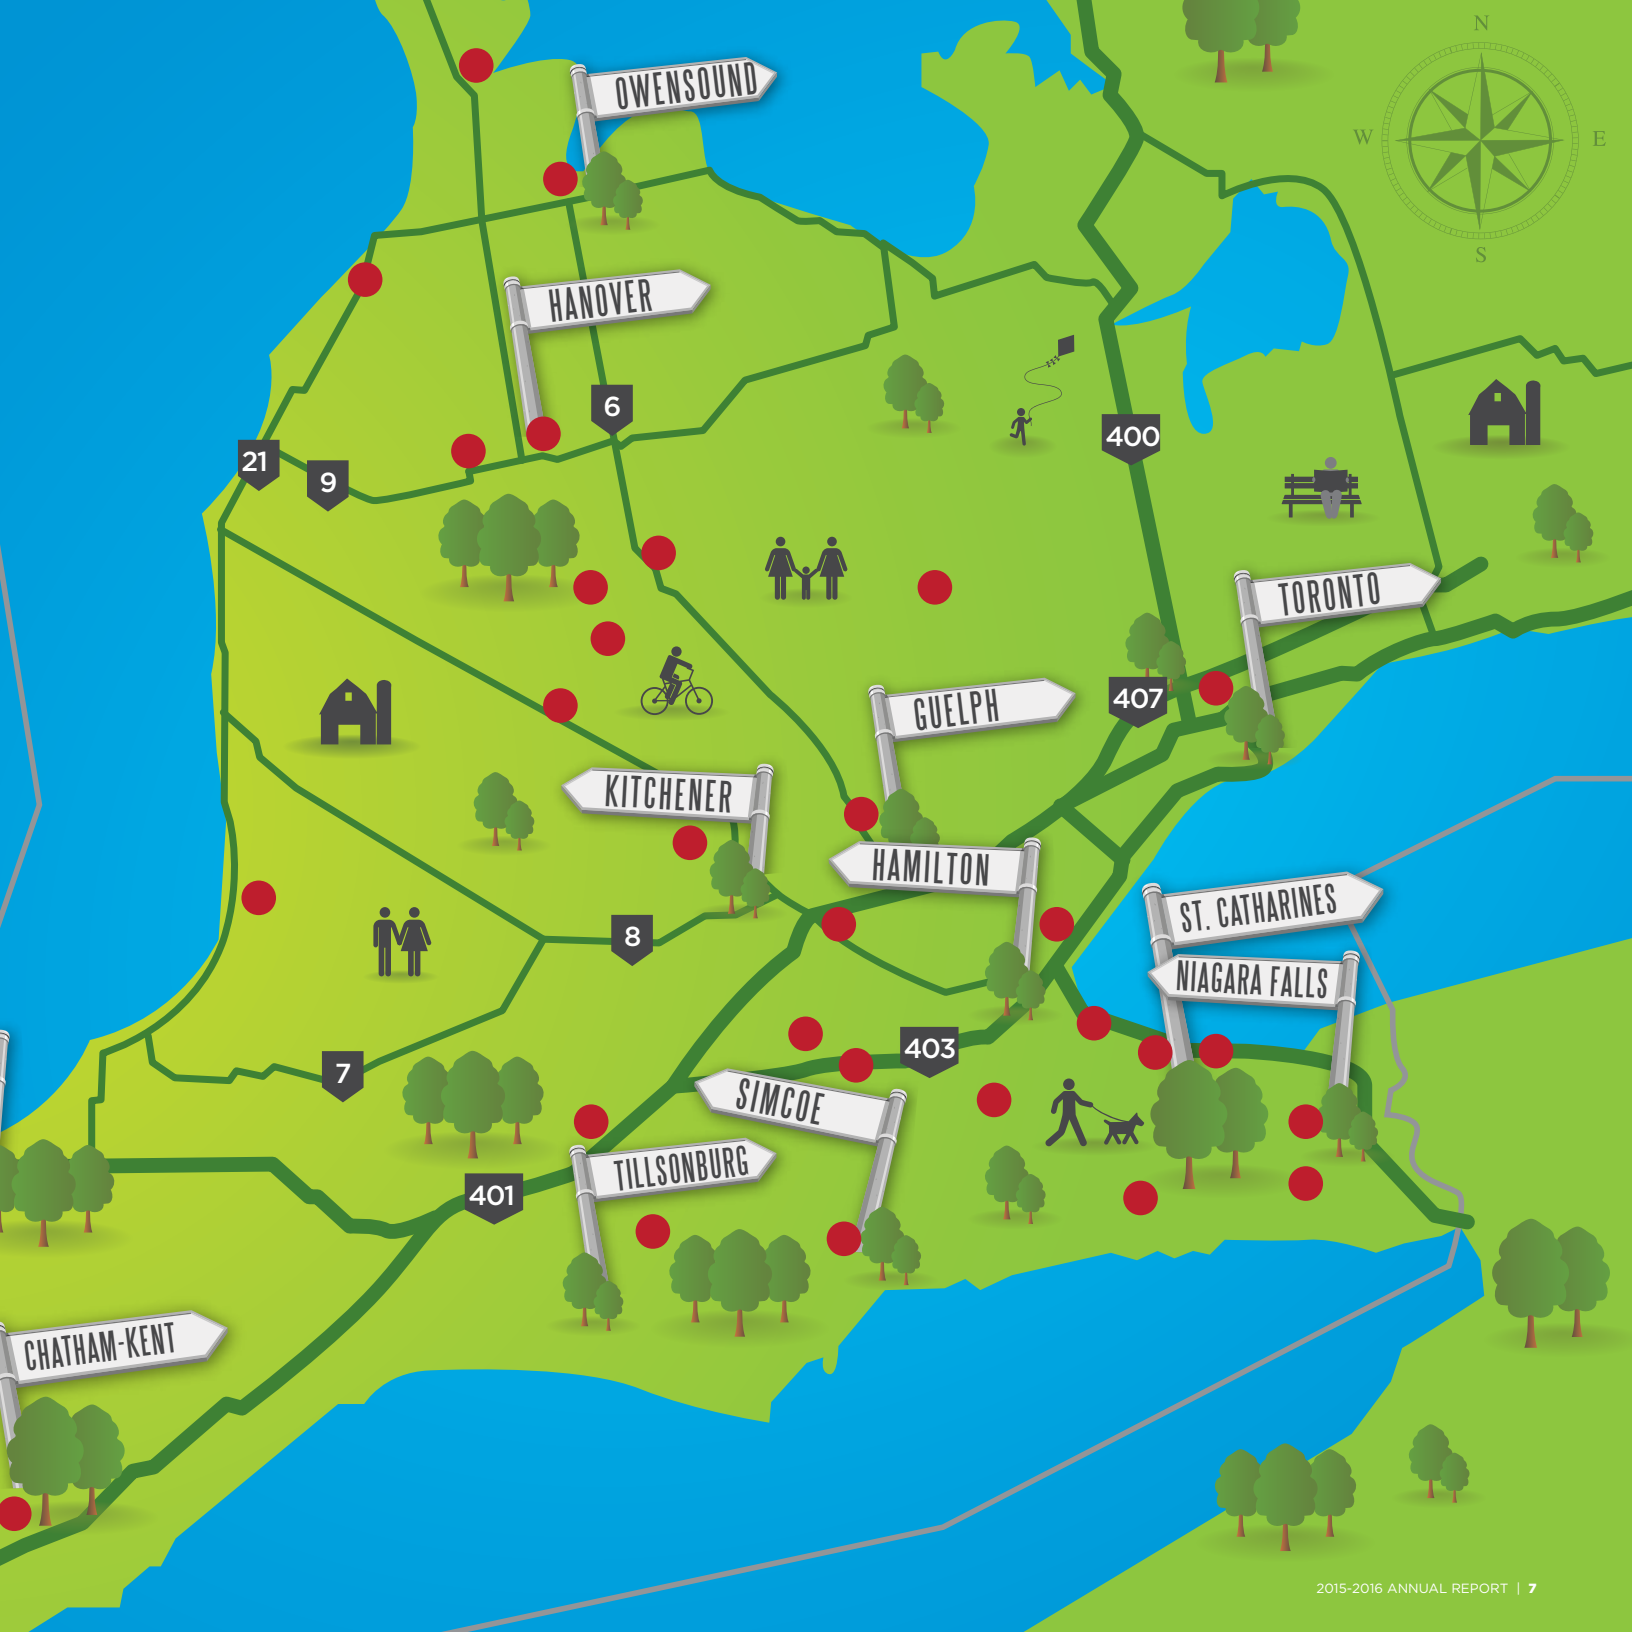 N
W
E
S
OWENSOUND
HANOVER
6
400
21
9
TORONTO
407
GUELPH
KITCHENER
HAMILTON
ST. CATHARINES
8
NIAGARA FALLS
403
7
SIMCOE
TILLSONBURG
401
CHATHAM-KENT
2015-2016 ANNUAL REPORT | 7